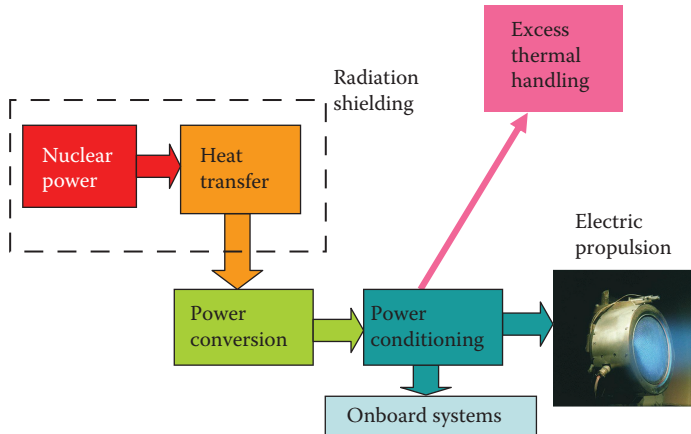 Excess
thermal
handling
Radiation
shielding
Nuclear
power
Heat
transfer
Electric
propulsion
Power
conversion
Power
conditioning
Onboard systems